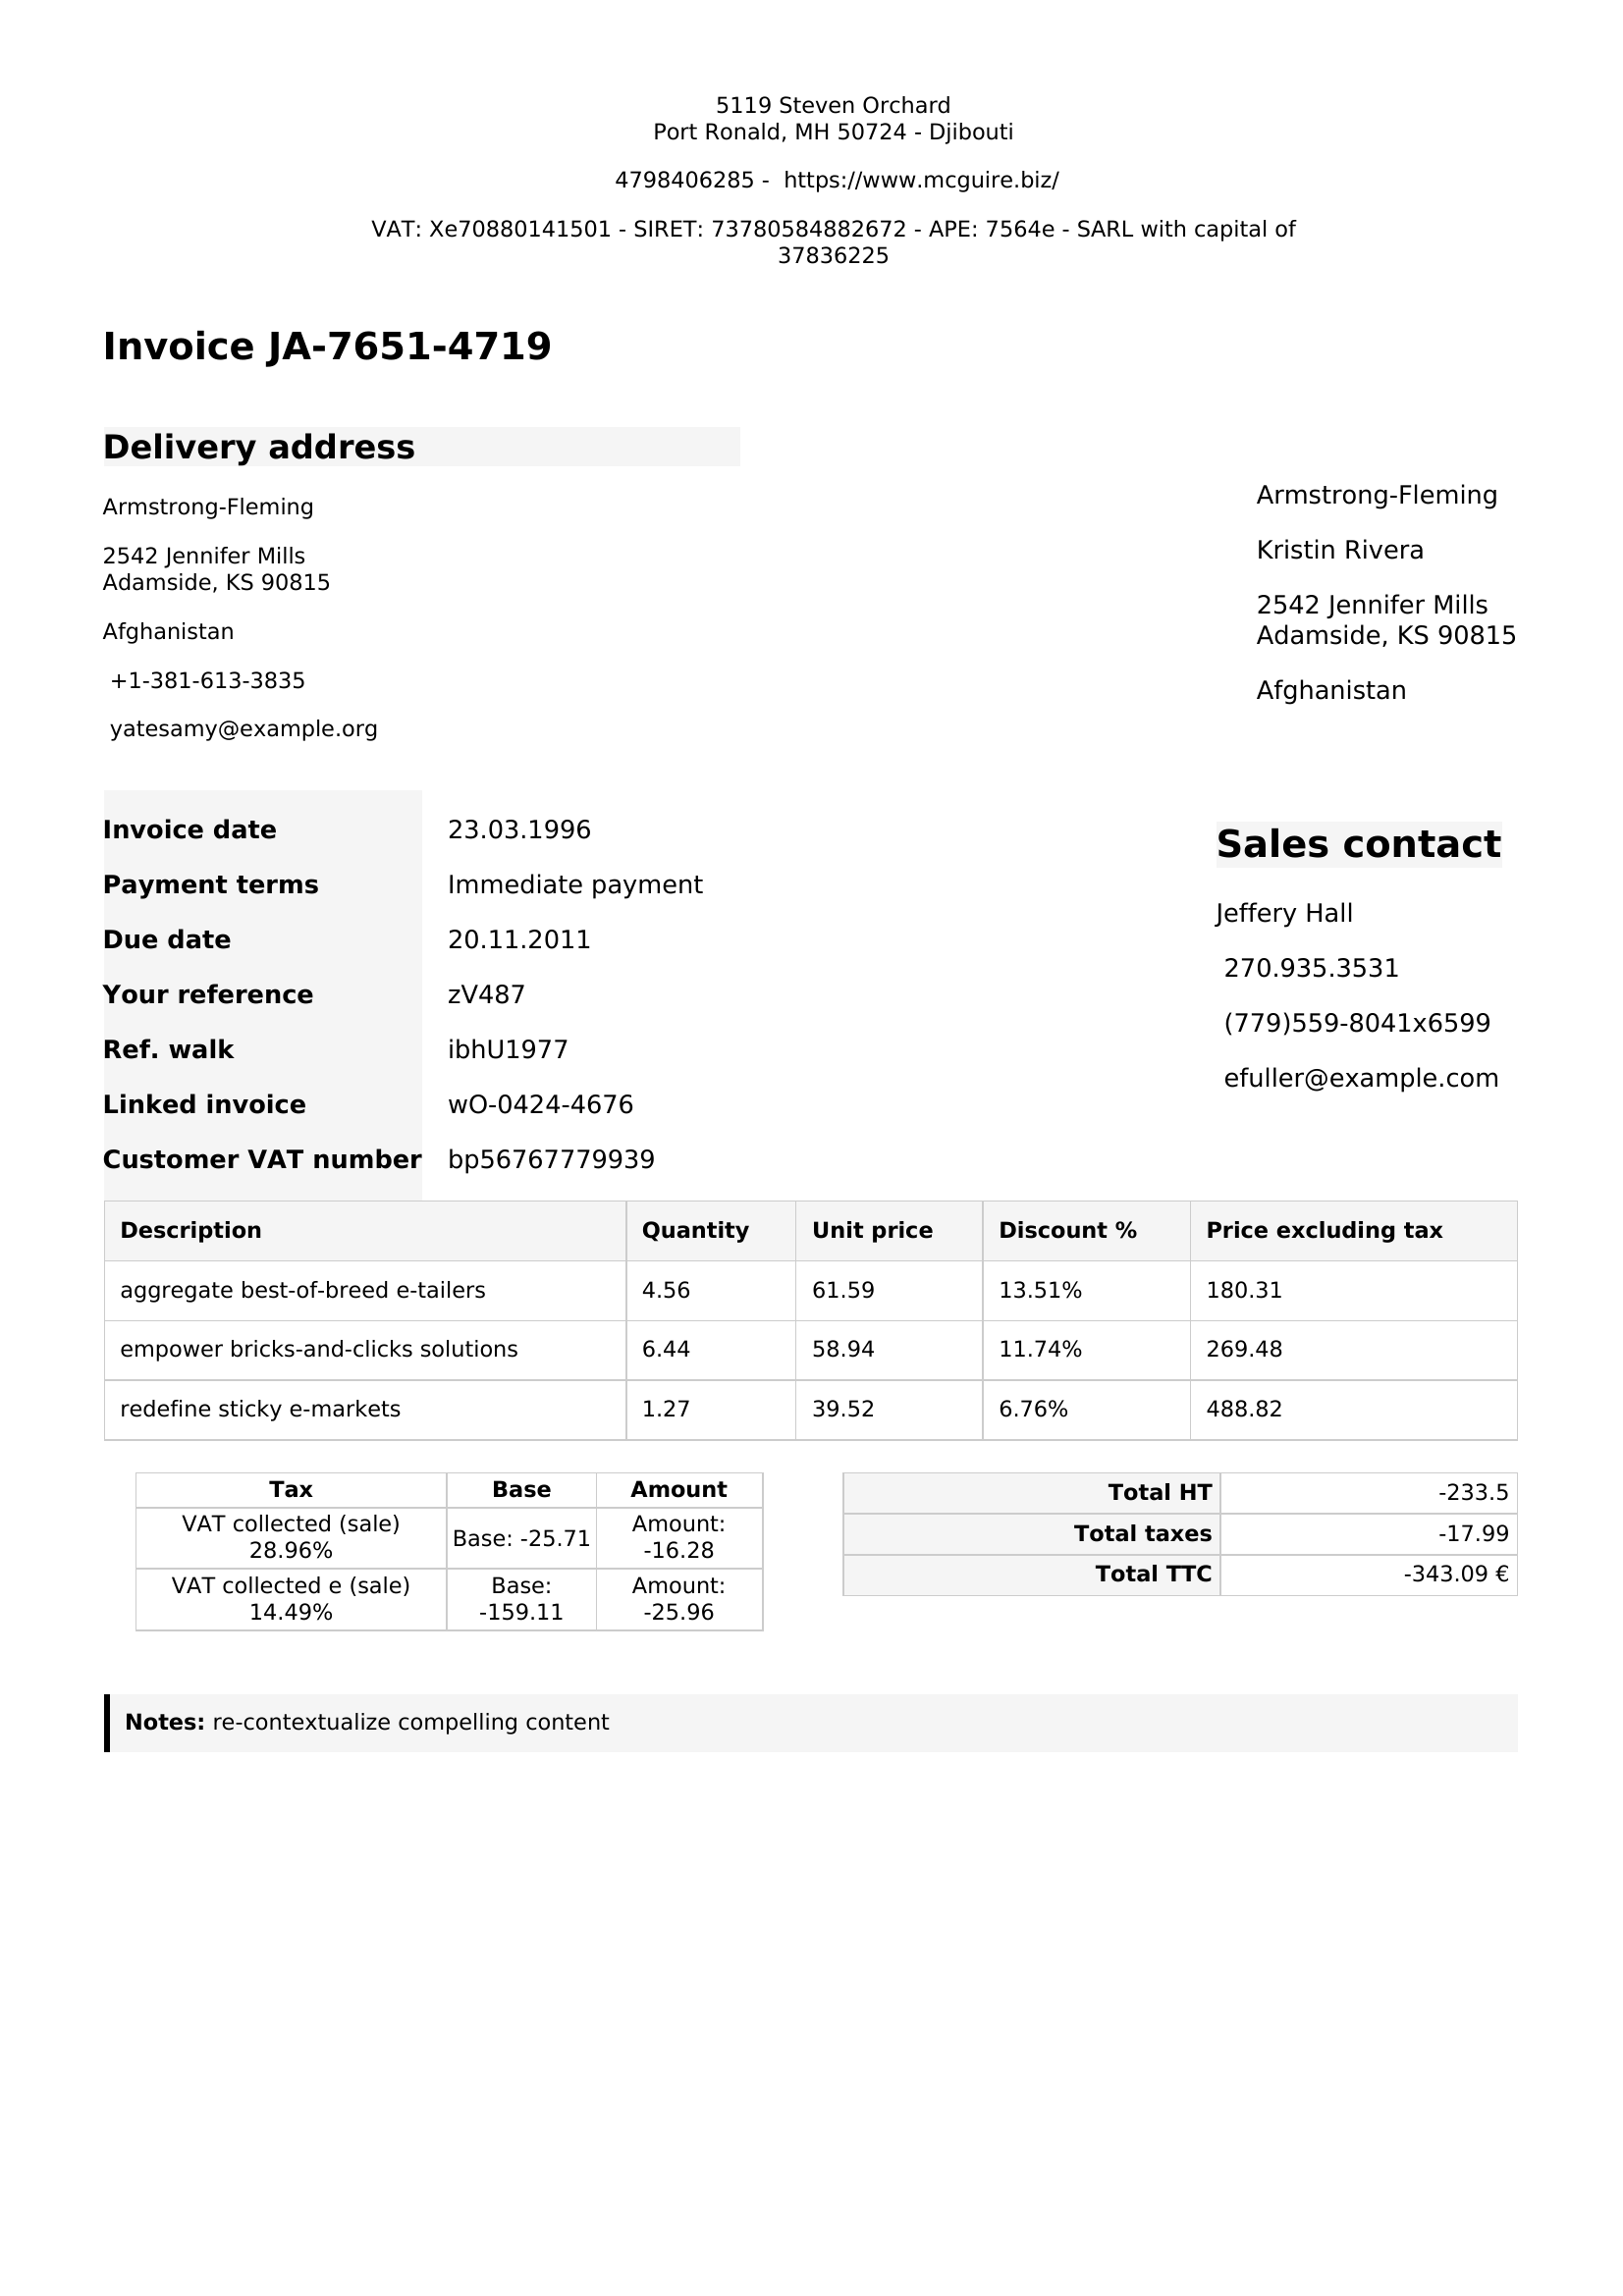 5119 Steven Orchard
Port Ronald, MH 50724 - Djibouti
4798406285 - https://www.mcguire.biz/
VAT: Xe70880141501 - SIRET: 73780584882672 - APE: 7564e - SARL with capital of
37836225
Invoice JA-7651-4719
Delivery address
Armstrong-Fleming
2542 Jennifer Mills
Adamside, KS 90815
Afghanistan
+1-381-613-3835
yatesamy@example.org
Armstrong-Fleming
Kristin Rivera
2542 Jennifer Mills
Adamside, KS 90815
Afghanistan
Invoice date 23.03.1996
Payment terms Immediate payment
Due date 20.11.2011
Your reference zV487
Ref. walk ibhU1977
Linked invoice wO-0424-4676
Customer VAT number bp56767779939
Sales contact
Jeffery Hall
270.935.3531
(779)559-8041x6599
efuller@example.com
Description Quantity Unit price Discount % Price excluding tax
aggregate best-of-breed e-tailers 4.56 61.59 13.51% 180.31
empower bricks-and-clicks solutions 6.44 58.94 11.74% 269.48
redefine sticky e-markets 1.27 39.52 6.76% 488.82
Tax Base Amount
VAT collected (sale)
28.96%
Base: -25.71
Amount:
-16.28
VAT collected e (sale)
14.49%
Base:
-159.11
Amount:
-25.96
Total HT -233.5
Total taxes -17.99
Total TTC -343.09 €
Notes: re-contextualize compelling content